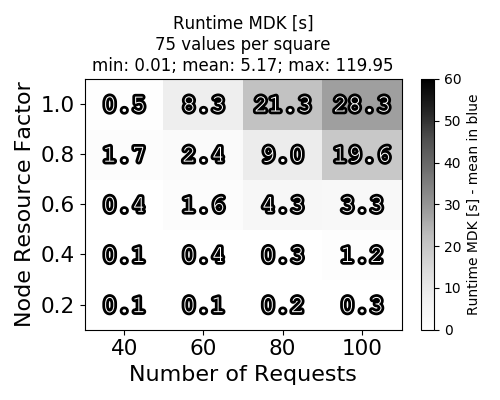 Runtime MDK [s]
75 values per square
min: 0.01; mean: 5.17; max: 119.95
Node Resource Factor
1.0 0.5 8.3 21.3 28.3
0.8 1.7 2.4 9.0 19.6
0.6 0.4 1.6 4.3 3.3
0.4 0.1 0.4 0.3 1.2
0.2 0.1 0.1 0.2 0.3
40 60 80 100
Number of Requests
60
50
40
30
20
10
0
Runtime MDK [s] - mean in blue